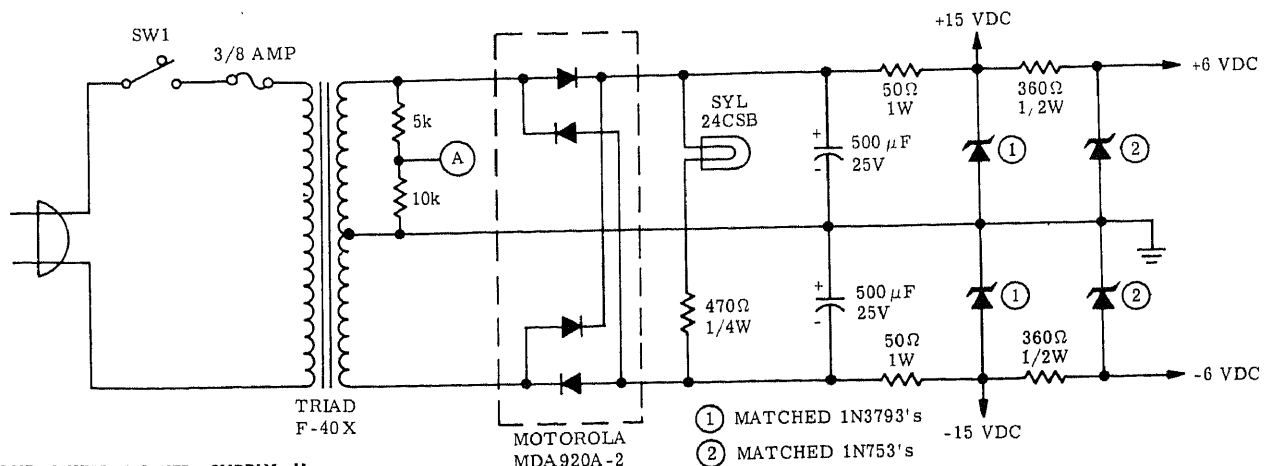 SW1
3/8 AMP
TRIAD
F-40X
5k
A
10k
MOTOROLA
MDA920A-2
SYL
24CSB
470Ω
1/4W
+
500 μF
25V
-
+
500 μF
25V
-
50Ω
1W
50Ω
1W
+15 VDC
360Ω
1/2W
+6 VDC
1
2
1
2
360Ω
1/2W
-6 VDC
-15 VDC
1 MATCHED 1N3793's
2 MATCHED 1N753's